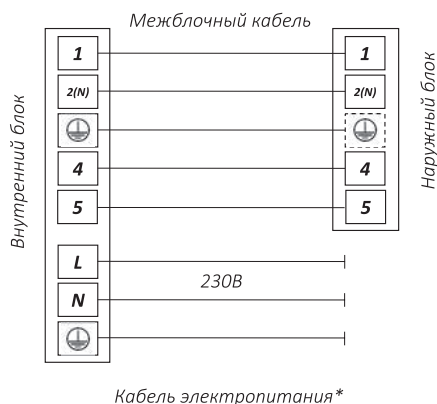 Межблочный кабель
1 1
2(N) 2(N)
4 4
5 5
L
230В
N
Внутренний блок
Наружный блок
Кабель электропитания*